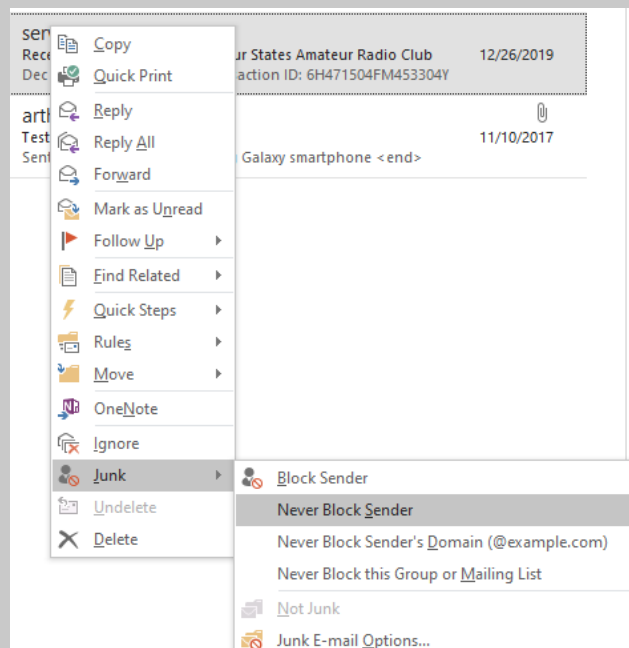 ser
Rece ur States Amateur Radio Club 12/26/2019
Dec action ID: 6H471504FM453304Y
art
Test 11/10/2017
Sent Galaxy smartphone <end>
Copy
Quick Print
Reply
Reply All
Forward
Mark as Unread
Follow Up
Find Related
Quick Steps
Rules
Move
OneNote
Ignore
Junk
Undelete
Delete
Block Sender
Never Block Sender
Never Block Sender's Domain (@example.com)
Never Block this Group or Mailing List
Not Junk
Junk E-mail Options...